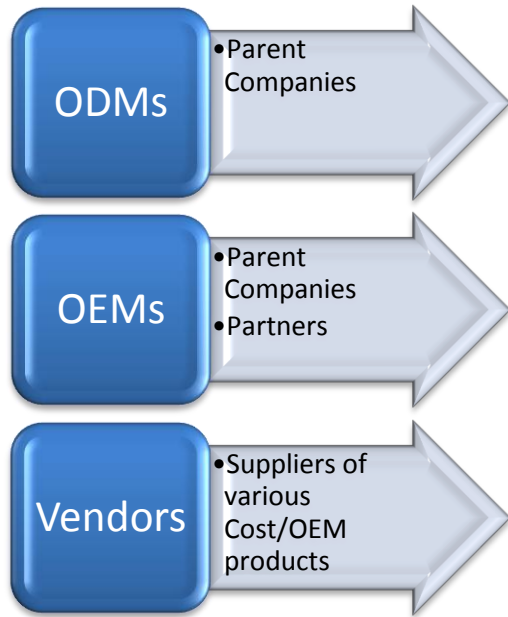 ODMs
•Parent
Companies
OEMs
•Parent
Companies
•Partners
Vendors
•Suppliers of
various
Cost/OEM
products